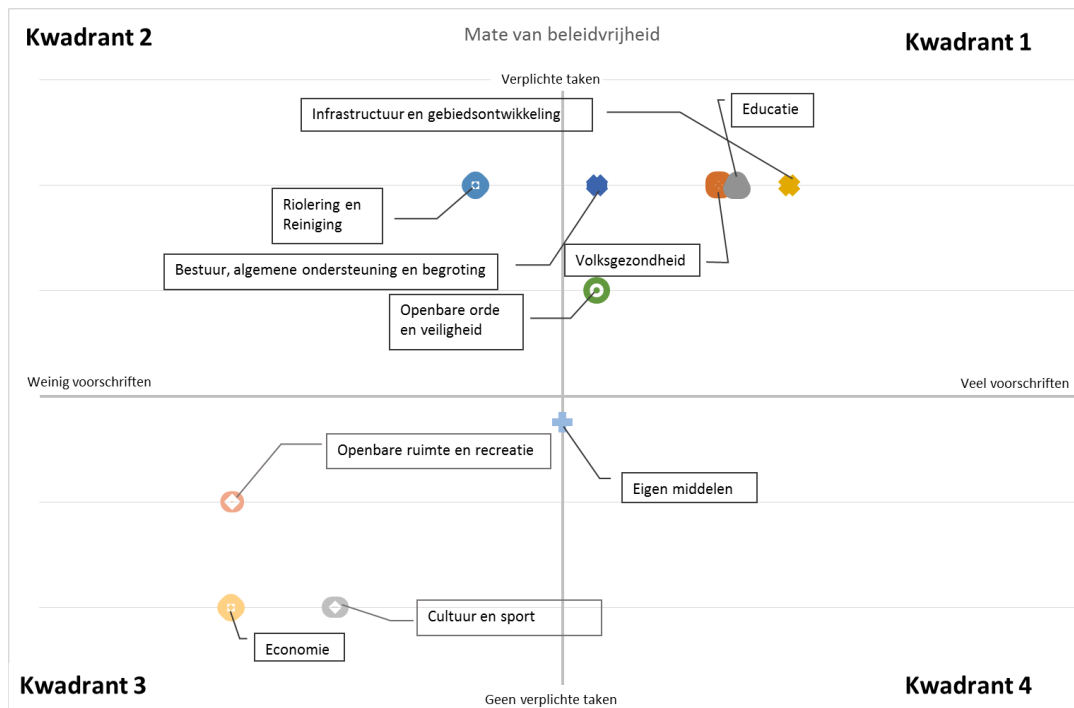 Kwadrant 2
Mate van beleidvrijheid
Kwadrant 1
Verplichte taken
Infrastructuur en gebiedsontwikkeling
Educatie
Riolering en
Reiniging
Bestuur, algemene ondersteuning en begroting
Volksgezondheid
Openbare orde
en veiligheid
Weinig voorschriften
Veel voorschriften
Openbare ruimte en recreatie
Eigen middelen
Cultuur en sport
Economie
Kwadrant 3
Geen verplichte taken
Kwadrant 4